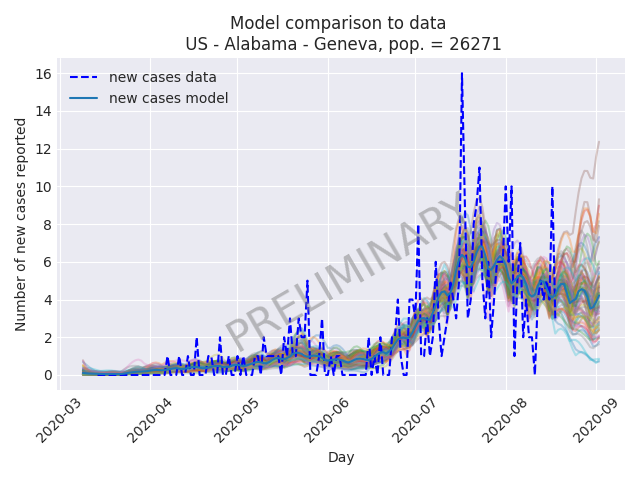 Model comparison to data
US - Alabama - Geneva, pop. = 26271
new cases data
new cases model
PRELIMINARY
Number of new cases reported
16
14
12
10
8
6
4
2
0
2020-03
2020-04
2020-05
2020-06
2020-07
2020-08
2020-09
Day